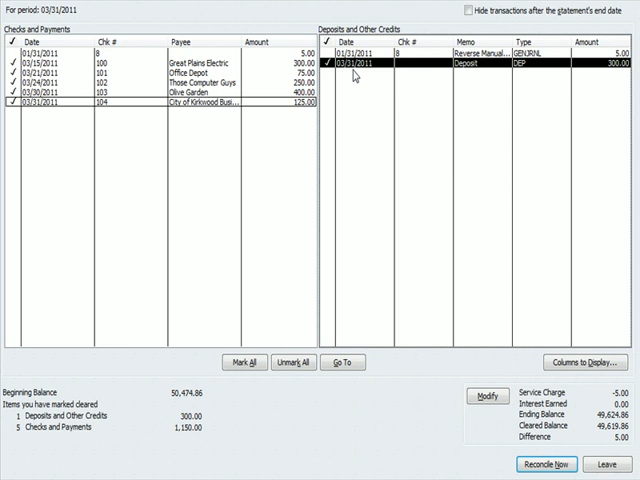 For period: 03/31/2011
Hide transactions after the statement's end date
Checks and Payments
✓ Date Chk # Payee Amount
01/31/2011 8 5.00
✓ 03/15/2011 100 Great Plains Electric 300.00
✓ 03/21/2011 101 Office Depot 75.00
✓ 03/24/2011 102 Those Computer Guys 250.00
✓ 03/30/2011 103 Olive Garden 400.00
✓ 03/31/2011 104 City of Kirkwood Busi... 125.00
Deposits and Other Credits
✓ Date Chk # Memo Type Amount
01/31/2011 8 Reverse Manual... GENJRNL 5.00
✓ 03/31/2011 Deposit DEP 300.00
Mark All Unmark All Go To Columns to Display...
Beginning Balance 50,474.86
Items you have marked cleared
1 Deposits and Other Credits 300.00
5 Checks and Payments 1,150.00
Modify
Service Charge -5.00
Interest Earned 0.00
Ending Balance 49,624.86
Cleared Balance 49,619.86
Difference 5.00
Reconcile Now Leave